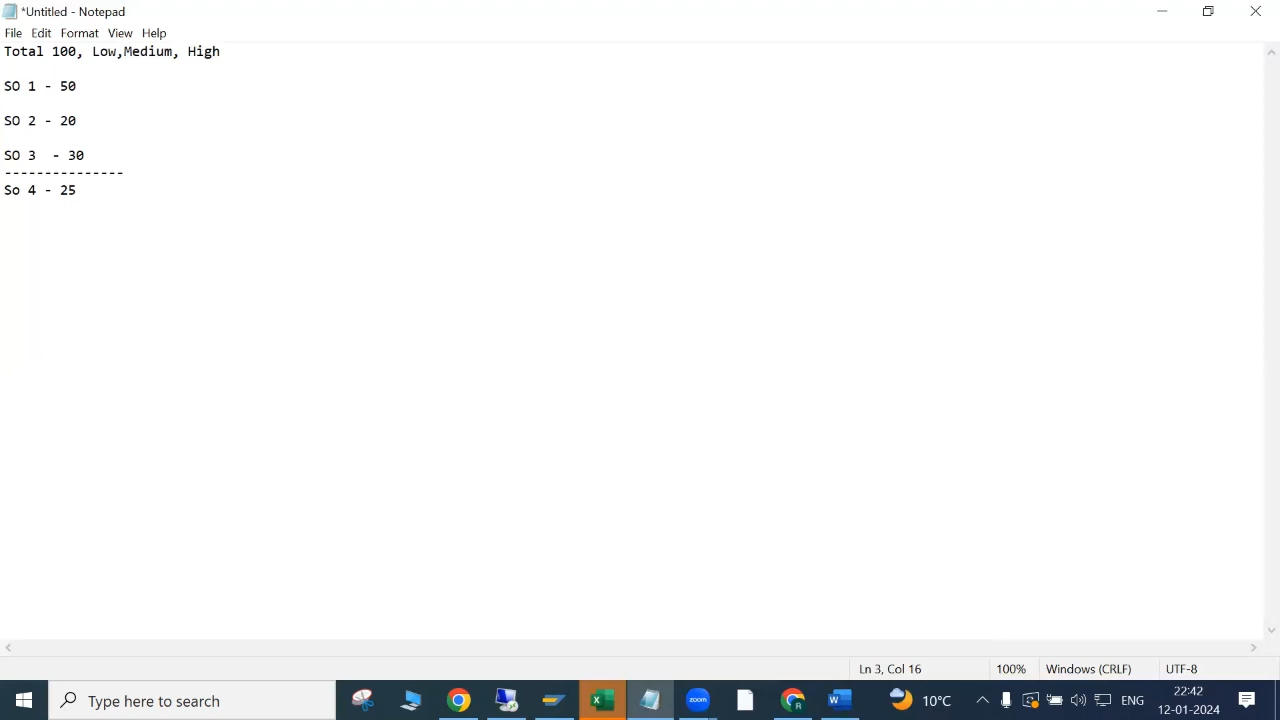 *Untitled - Notepad
File Edit Format View Help
Total 100, Low,Medium, High
SO 1 - 50
SO 2 - 20
SO 3  - 30
---------------
So 4 - 25
Ln 3, Col 16
100%
Windows (CRLF)
UTF-8
Type here to search
zoom
10°C
ENG
22:42
12-01-2024